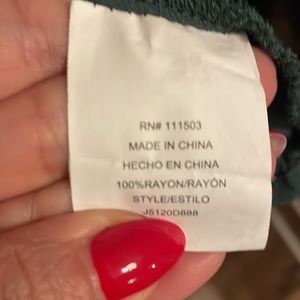 RN# 111503
MADE IN CHINA
HECHO EN CHINA
100%RAYON/RAYÓN
STYLE/ESTILO
J5120D888